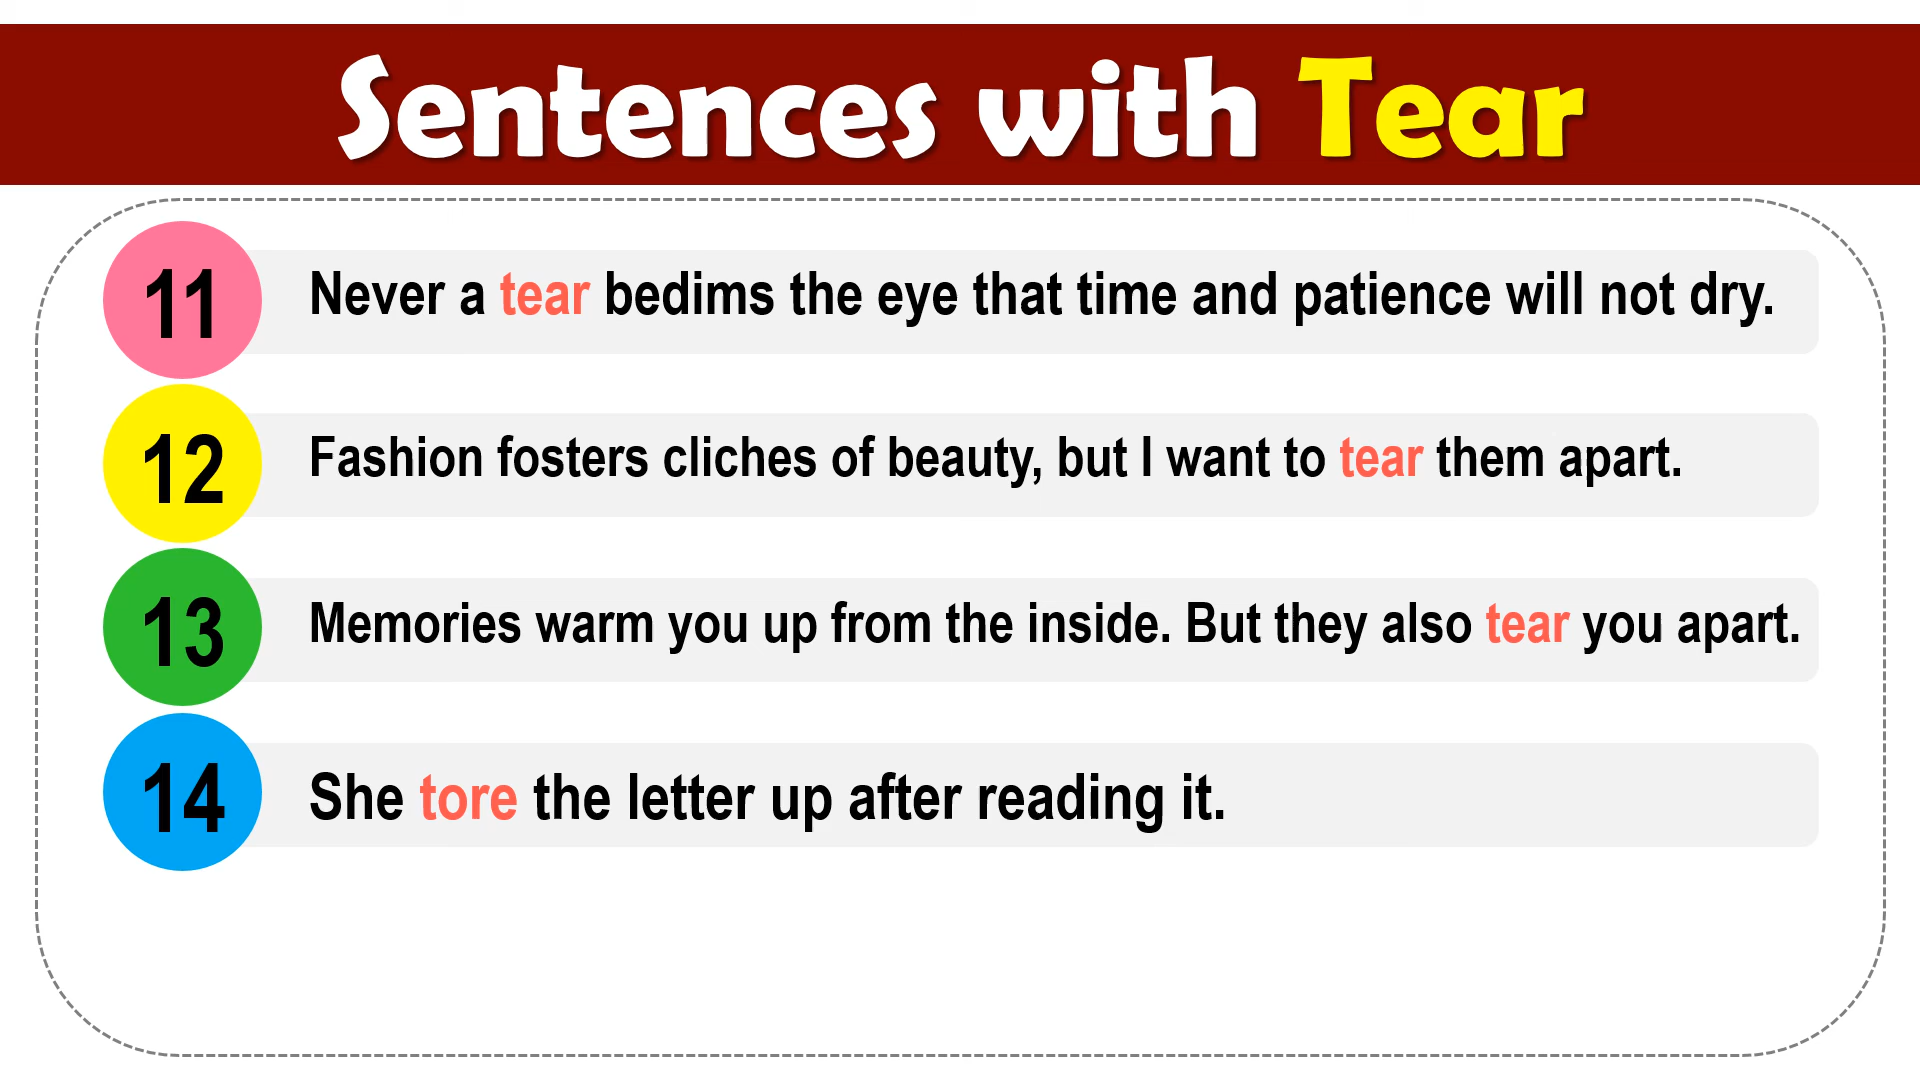 Sentences with Tear
11 Never a tear bedims the eye that time and patience will not dry.
12 Fashion fosters cliches of beauty, but I want to tear them apart.
13 Memories warm you up from the inside. But they also tear you apart.
14 She tore the letter up after reading it.